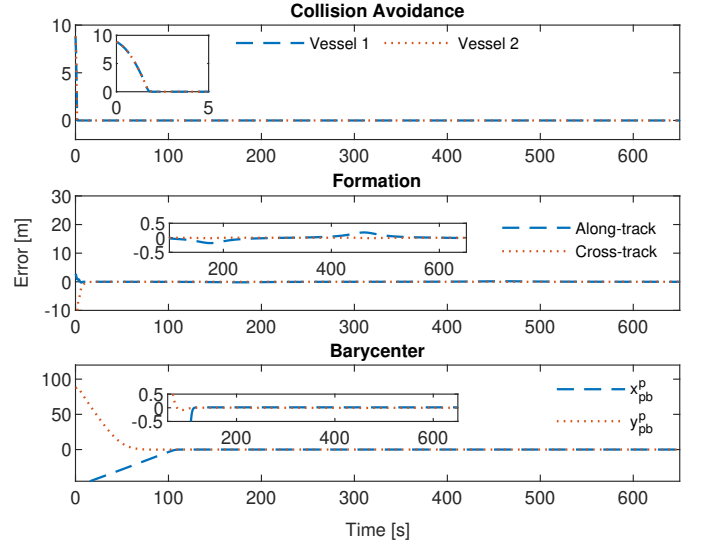 Collision Avoidance
10
5
0
10
5
0
0
5
Vessel 1
Vessel 2
0 100 200 300 400 500 600
Formation
30
20
10
0
-10
0.5
0
-0.5
200 400 600
Along-track
Cross-track
0 100 200 300 400 500 600
Error [m]
Barycenter
100
50
0
0.5
0
-0.5
200 400 600
x^p_pb
y^p_pb
0 100 200 300 400 500 600
Time [s]